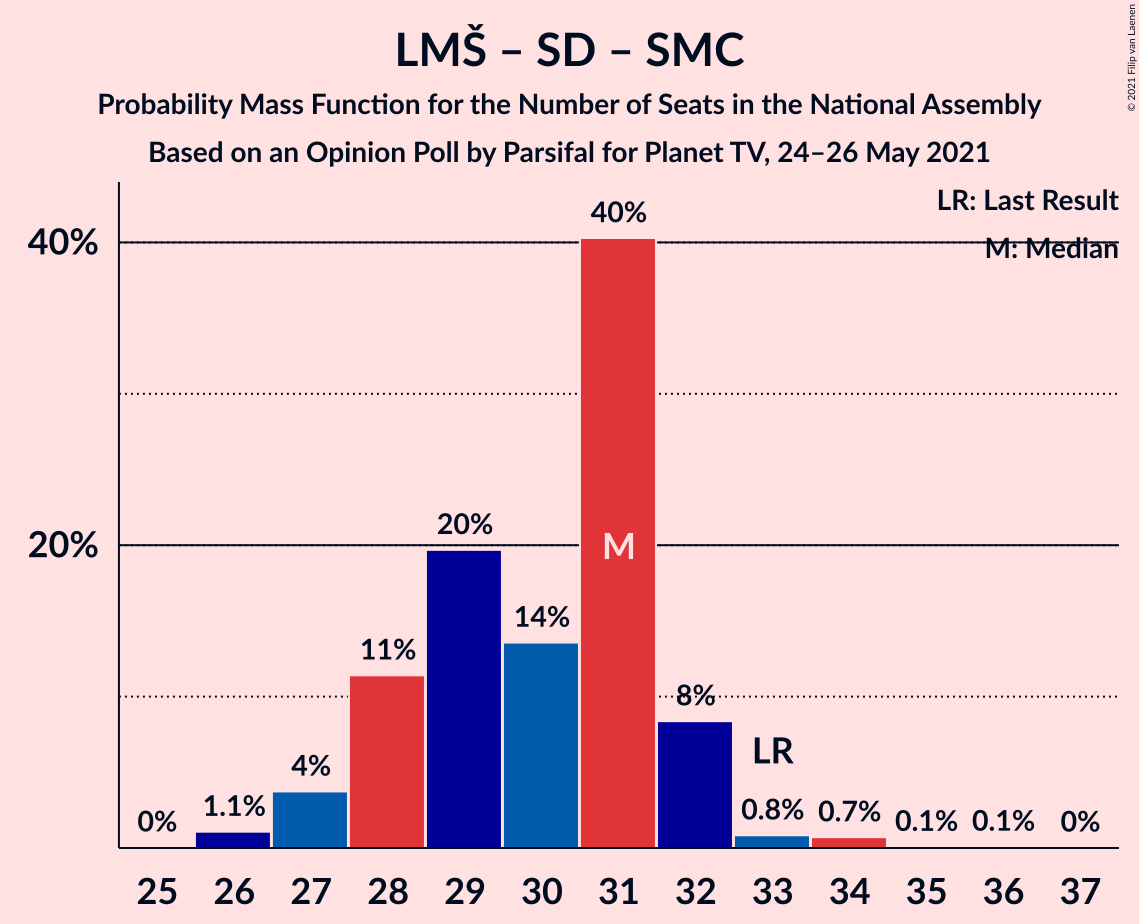 LMŠ – SD – SMC
Probability Mass Function for the Number of Seats in the National Assembly
Based on an Opinion Poll by Parsifal for Planet TV, 24–26 May 2021
© 2021 Filip van Laenen
LR: Last Result
M: Median
40%
20%
0%
1.1%
4%
11%
20%
14%
40%
M
8%
LR
0.8%
0.7%
0.1%
0.1%
0%
25 26 27 28 29 30 31 32 33 34 35 36 37